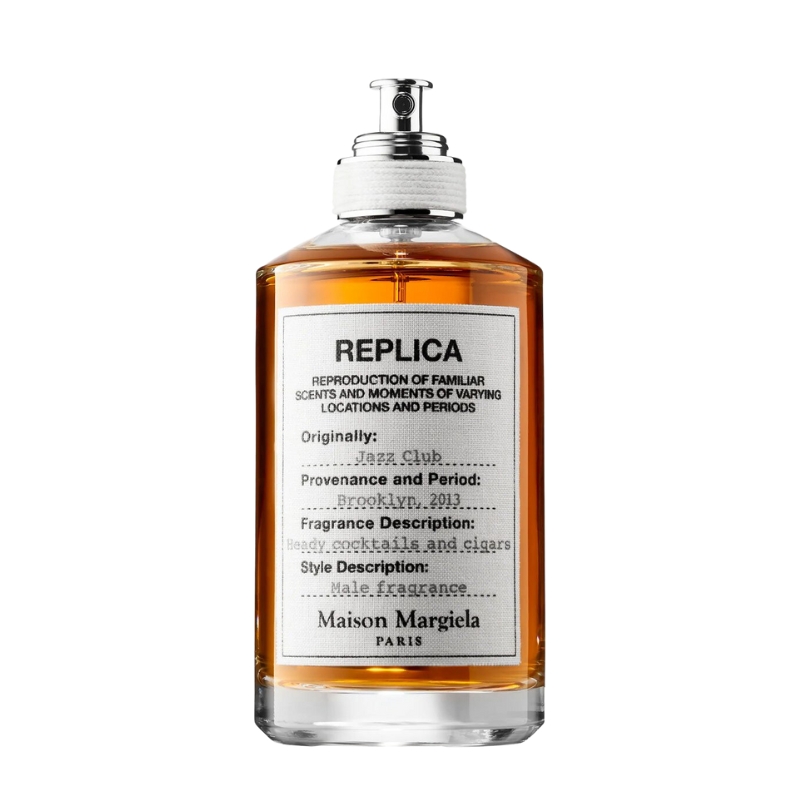 REPLICA
REPRODUCTION OF FAMILIAR
SCENTS AND MOMENTS OF VARYING
LOCATIONS AND PERIODS
Originally:
Jazz Club
Provenance and Period:
Brooklyn, 2013
Fragrance Description:
Heady cocktails and cigars
Style Description:
Male fragrance
Maison Margiela
PARIS